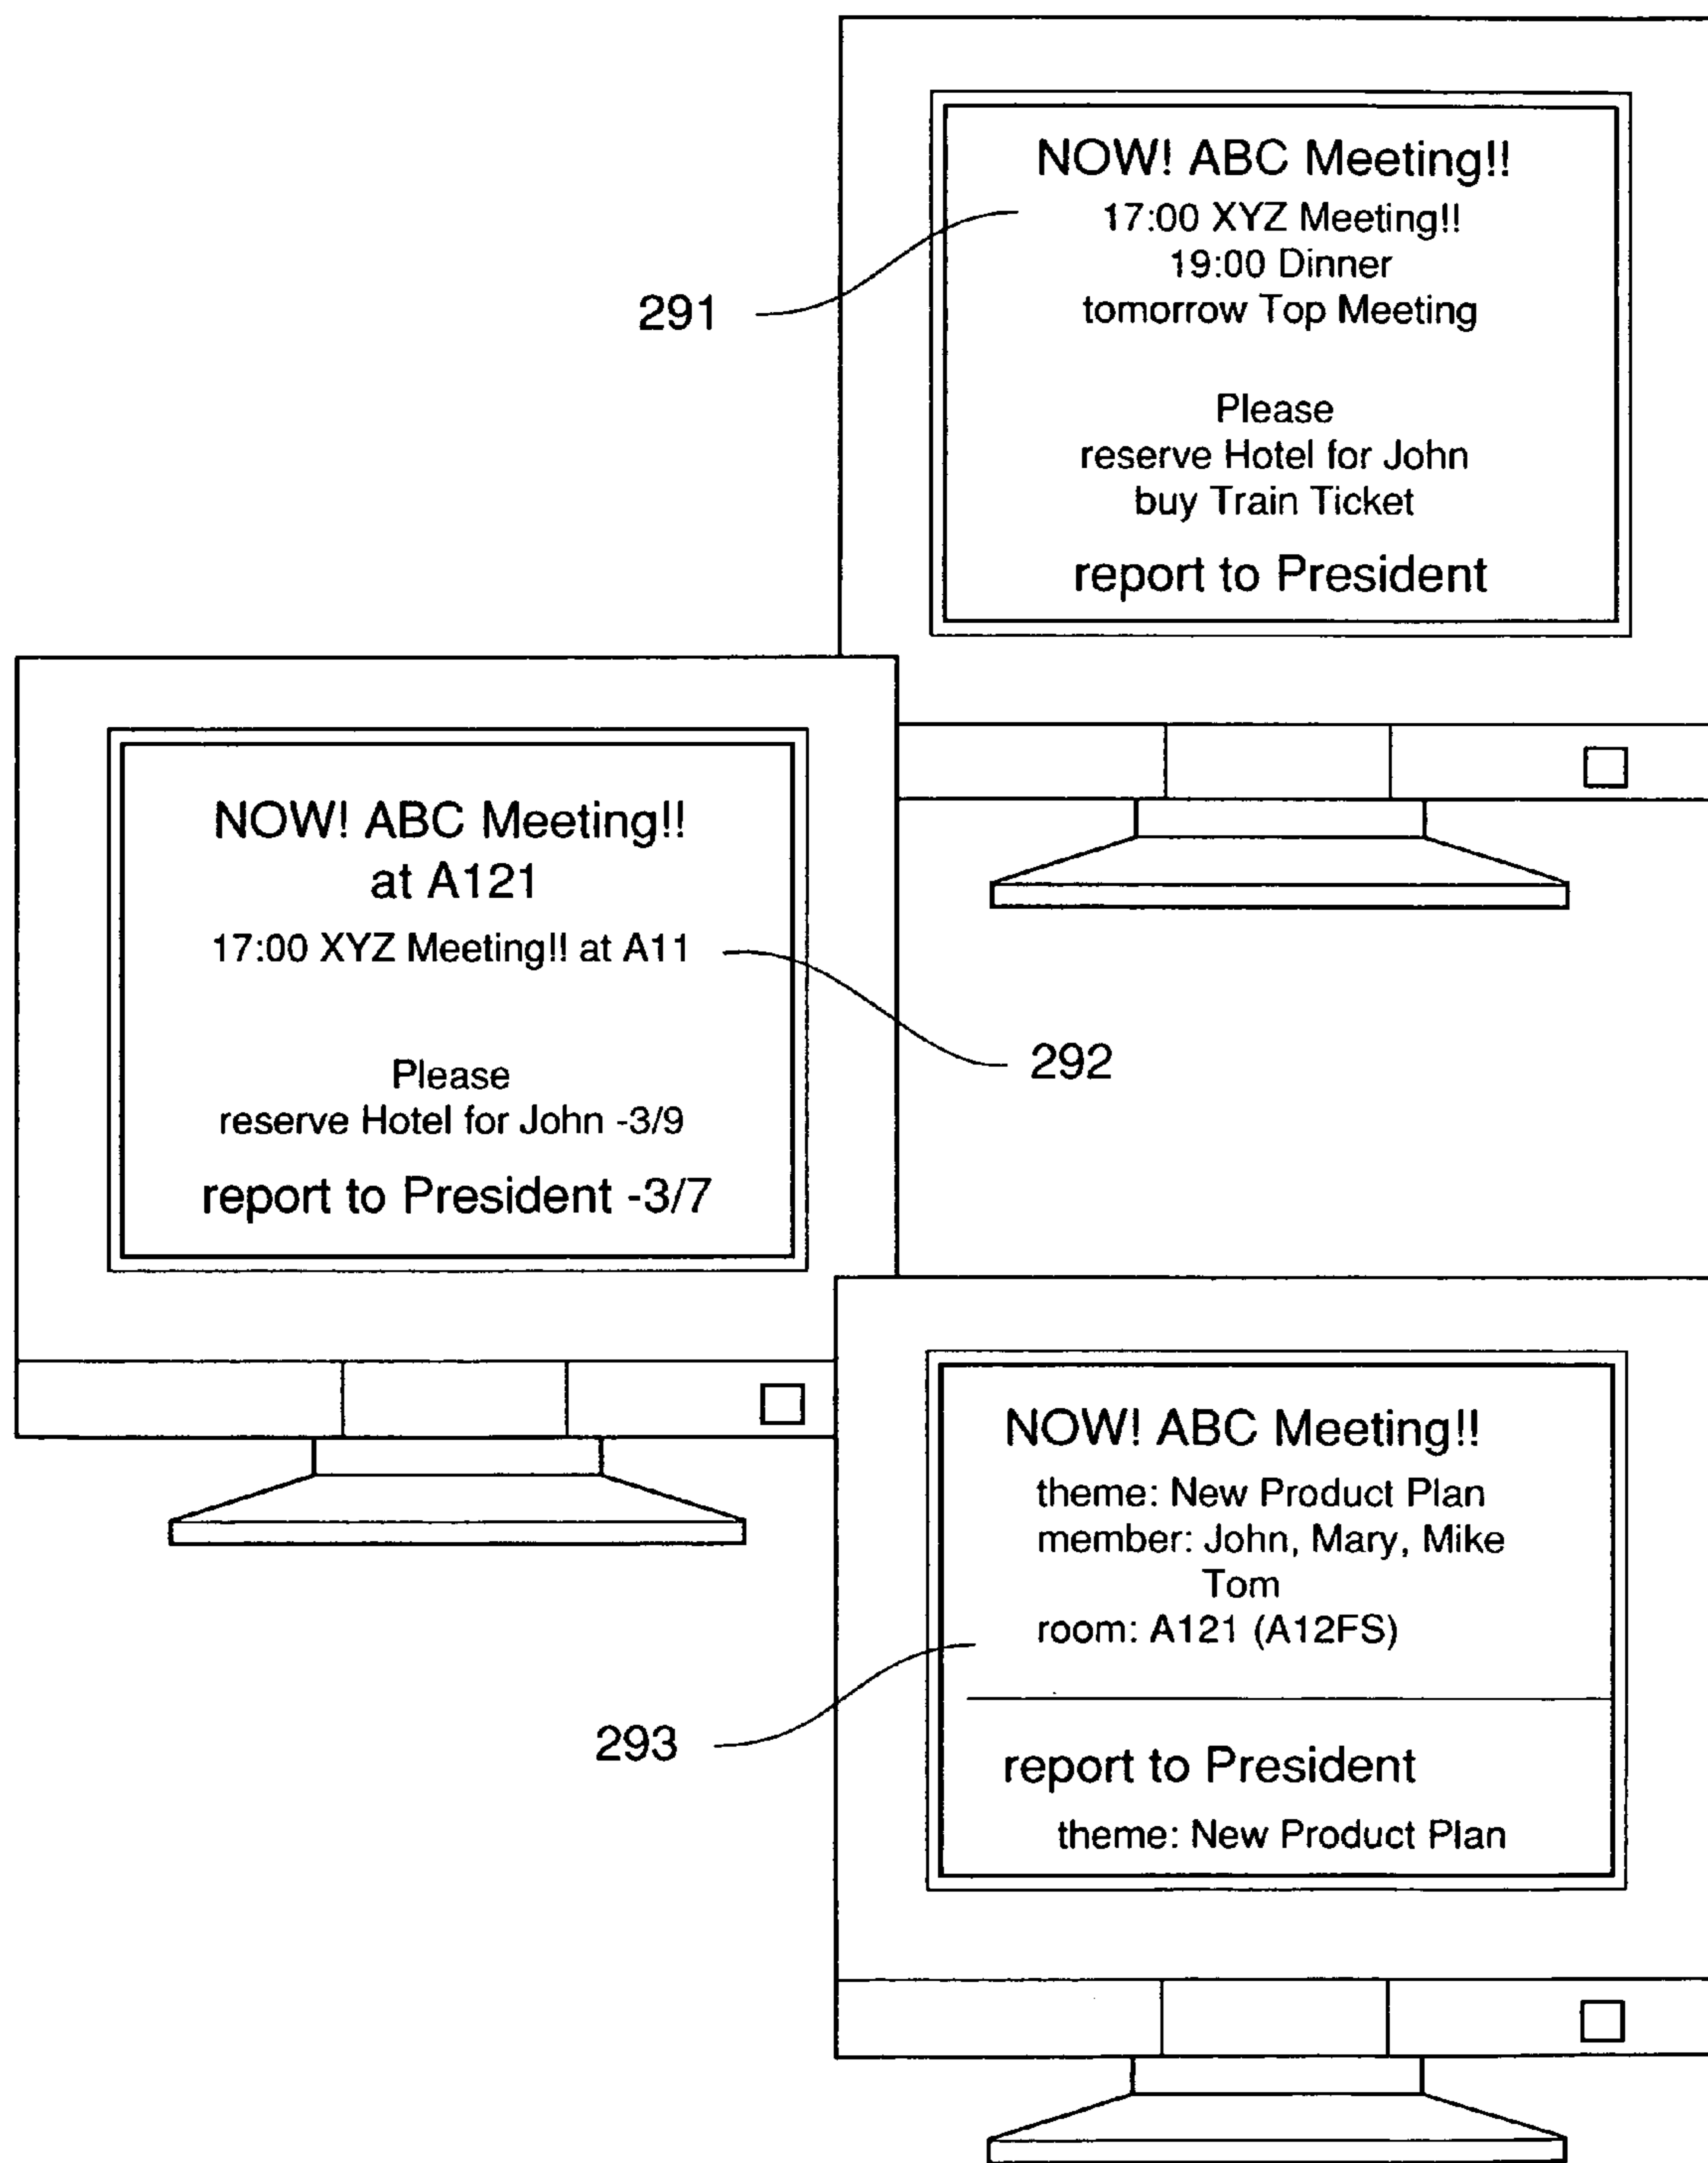 NOW! ABC Meeting!!
17:00 XYZ Meeting!!
19:00 Dinner
tomorrow Top Meeting
Please
reserve Hotel for John
buy Train Ticket
report to President
291
NOW! ABC Meeting!!
at A121
17:00 XYZ Meeting!! at A11
Please
reserve Hotel for John -3/9
report to President -3/7
292
NOW! ABC Meeting!!
theme: New Product Plan
member: John, Mary, Mike
Tom
room: A121 (A12FS)
report to President
theme: New Product Plan
293